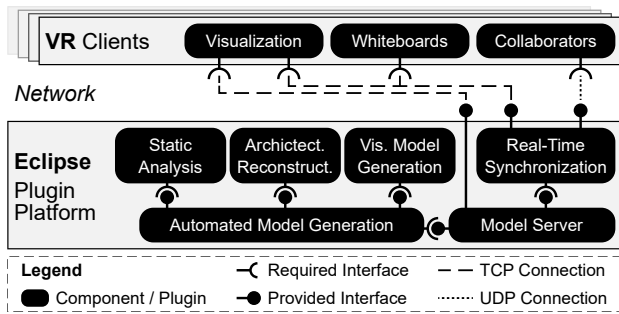 VR Clients
Visualization
Whiteboards
Collaborators
Network
Eclipse
Plugin
Platform
Static
Analysis
Archictect.
Reconstruct.
Vis. Model
Generation
Real-Time
Synchronization
Automated Model Generation
Model Server
Legend
Required Interface
TCP Connection
Component / Plugin
Provided Interface
UDP Connection